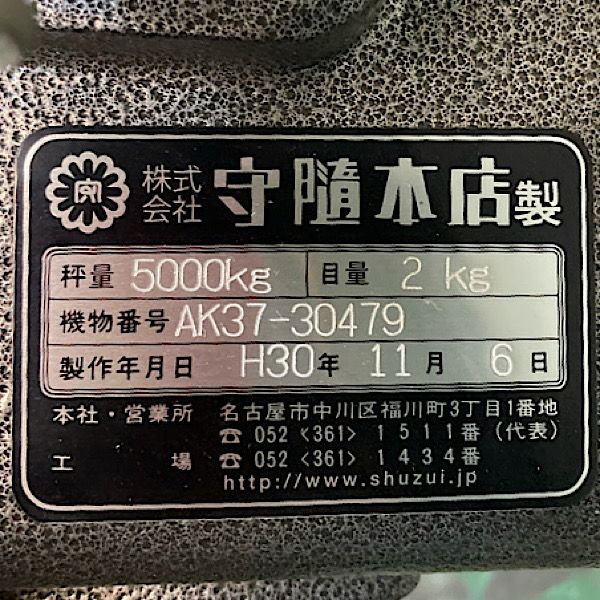 株式会社 守隨本店製
秤量 5000kg 目量 2 kg
機物番号 AK37-30479
製作年月日 H30年 11月 6日
本社・営業所 名古屋市中川区福川町3丁目1番地
☎ 052 <361> 1511番 (代表)
工場 ☎ 052 <361> 1434番
http://www.shuzui.jp